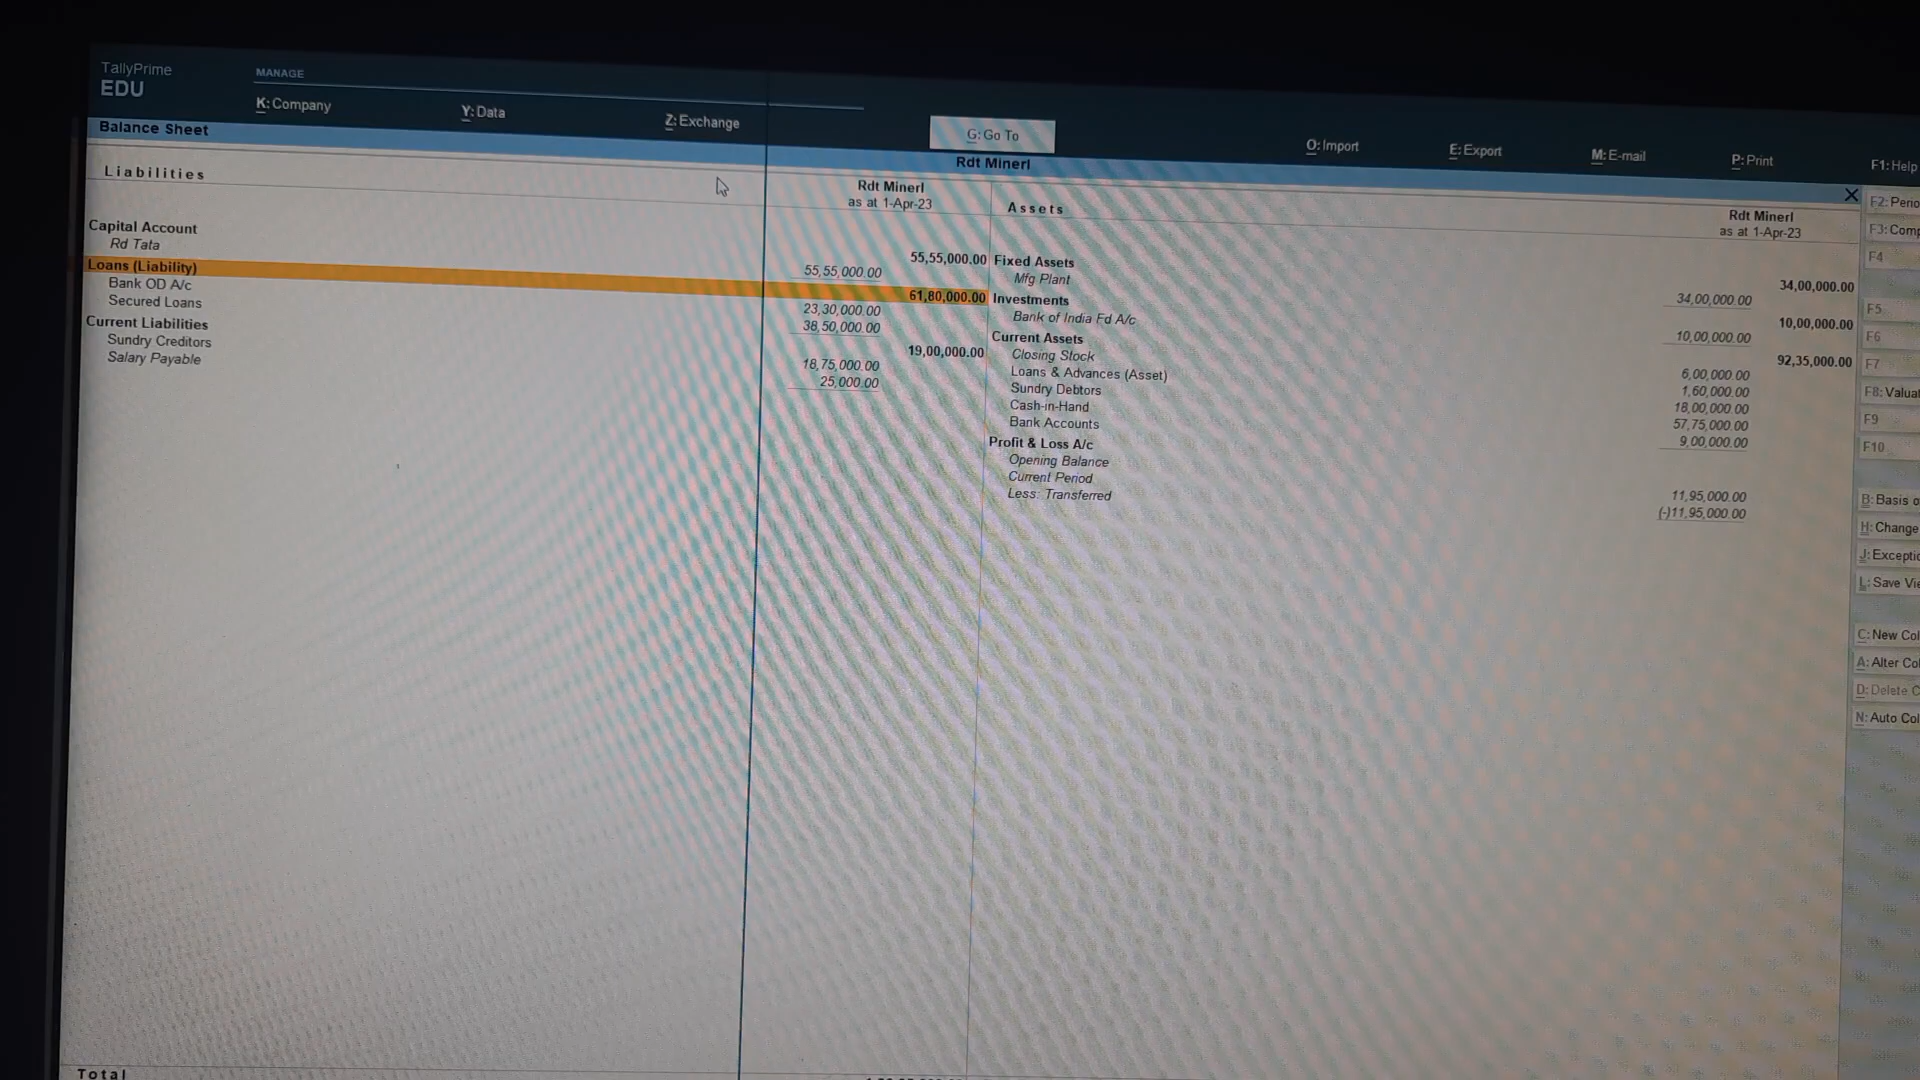 TallyPrime
EDU
MANAGE
K: Company
Y: Data
Z: Exchange
G: Go To
O: Import
E: Export
M: E-mail
P: Print
F1: Help
Balance Sheet
Rdt Minerl
Liabilities
Rdt Minerl
as at 1-Apr-23
Capital Account 55,55,000.00
Rd Tata 55,55,000.00
Loans (Liability) 61,80,000.00
Bank OD A/c 23,30,000.00
Secured Loans 38,50,000.00
Current Liabilities 19,00,000.00
Sundry Creditors 18,75,000.00
Salary Payable 25,000.00
Total
Assets
Rdt Minerl
as at 1-Apr-23
Fixed Assets 34,00,000.00
Mfg Plant 34,00,000.00
Investments 10,00,000.00
Bank of India Fd A/c 10,00,000.00
Current Assets 92,35,000.00
Closing Stock 6,00,000.00
Loans & Advances (Asset) 1,60,000.00
Sundry Debtors 18,00,000.00
Cash-in-Hand 57,75,000.00
Bank Accounts 9,00,000.00
Profit & Loss A/c
Opening Balance
Current Period 11,95,000.00
Less: Transferred (-)11,95,000.00
F2: Perio
F3: Comp
F4
F5
F6
F7
F8: Valuat
F9
F10
B: Basis o
H: Change
J: Exceptio
L: Save Vie
C: New Col
A: Alter Col
D: Delete C
N: Auto Col